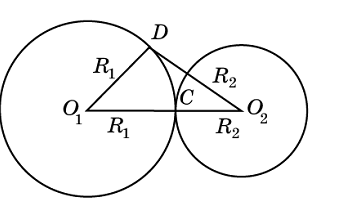 D
R₁ R₂
O₁ C O₂
R₁ R₂